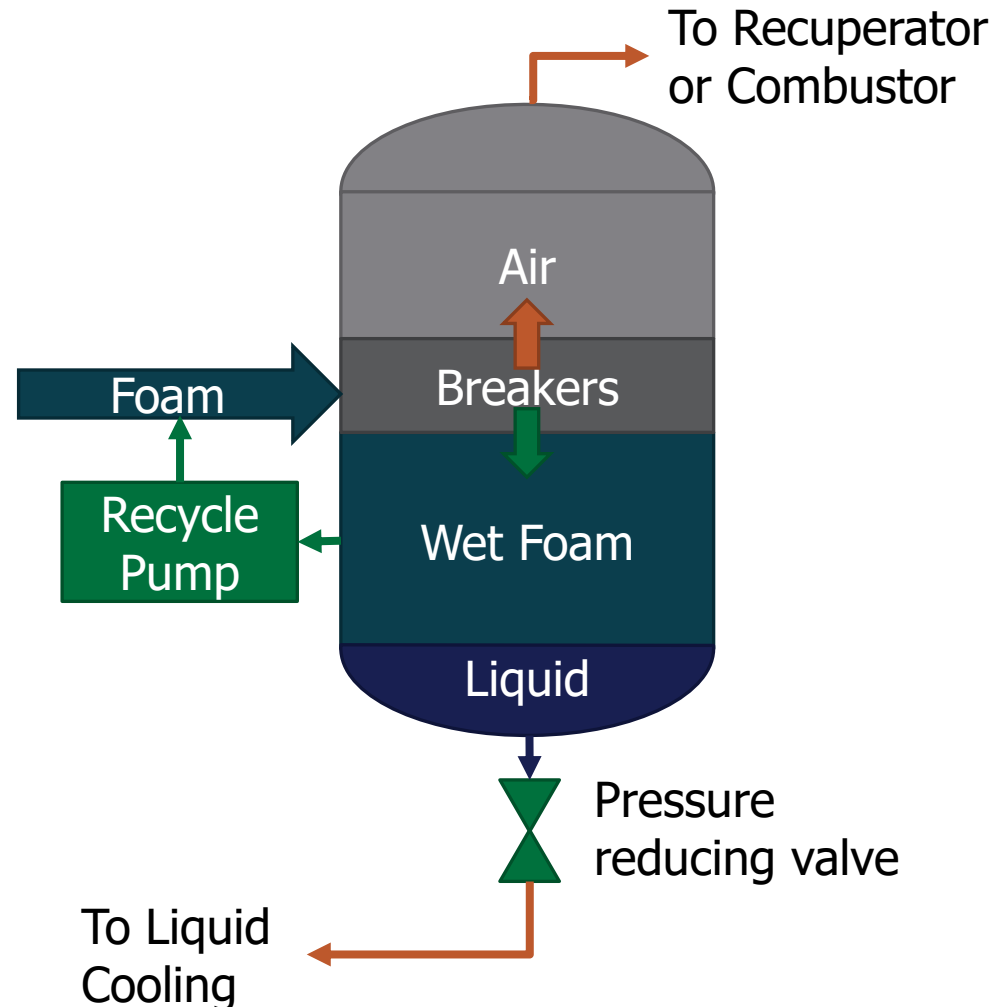 To Recuperator
or Combustor
Air
Foam
Breakers
Recycle
Pump
Wet Foam
Liquid
Pressure
reducing valve
To Liquid
Cooling